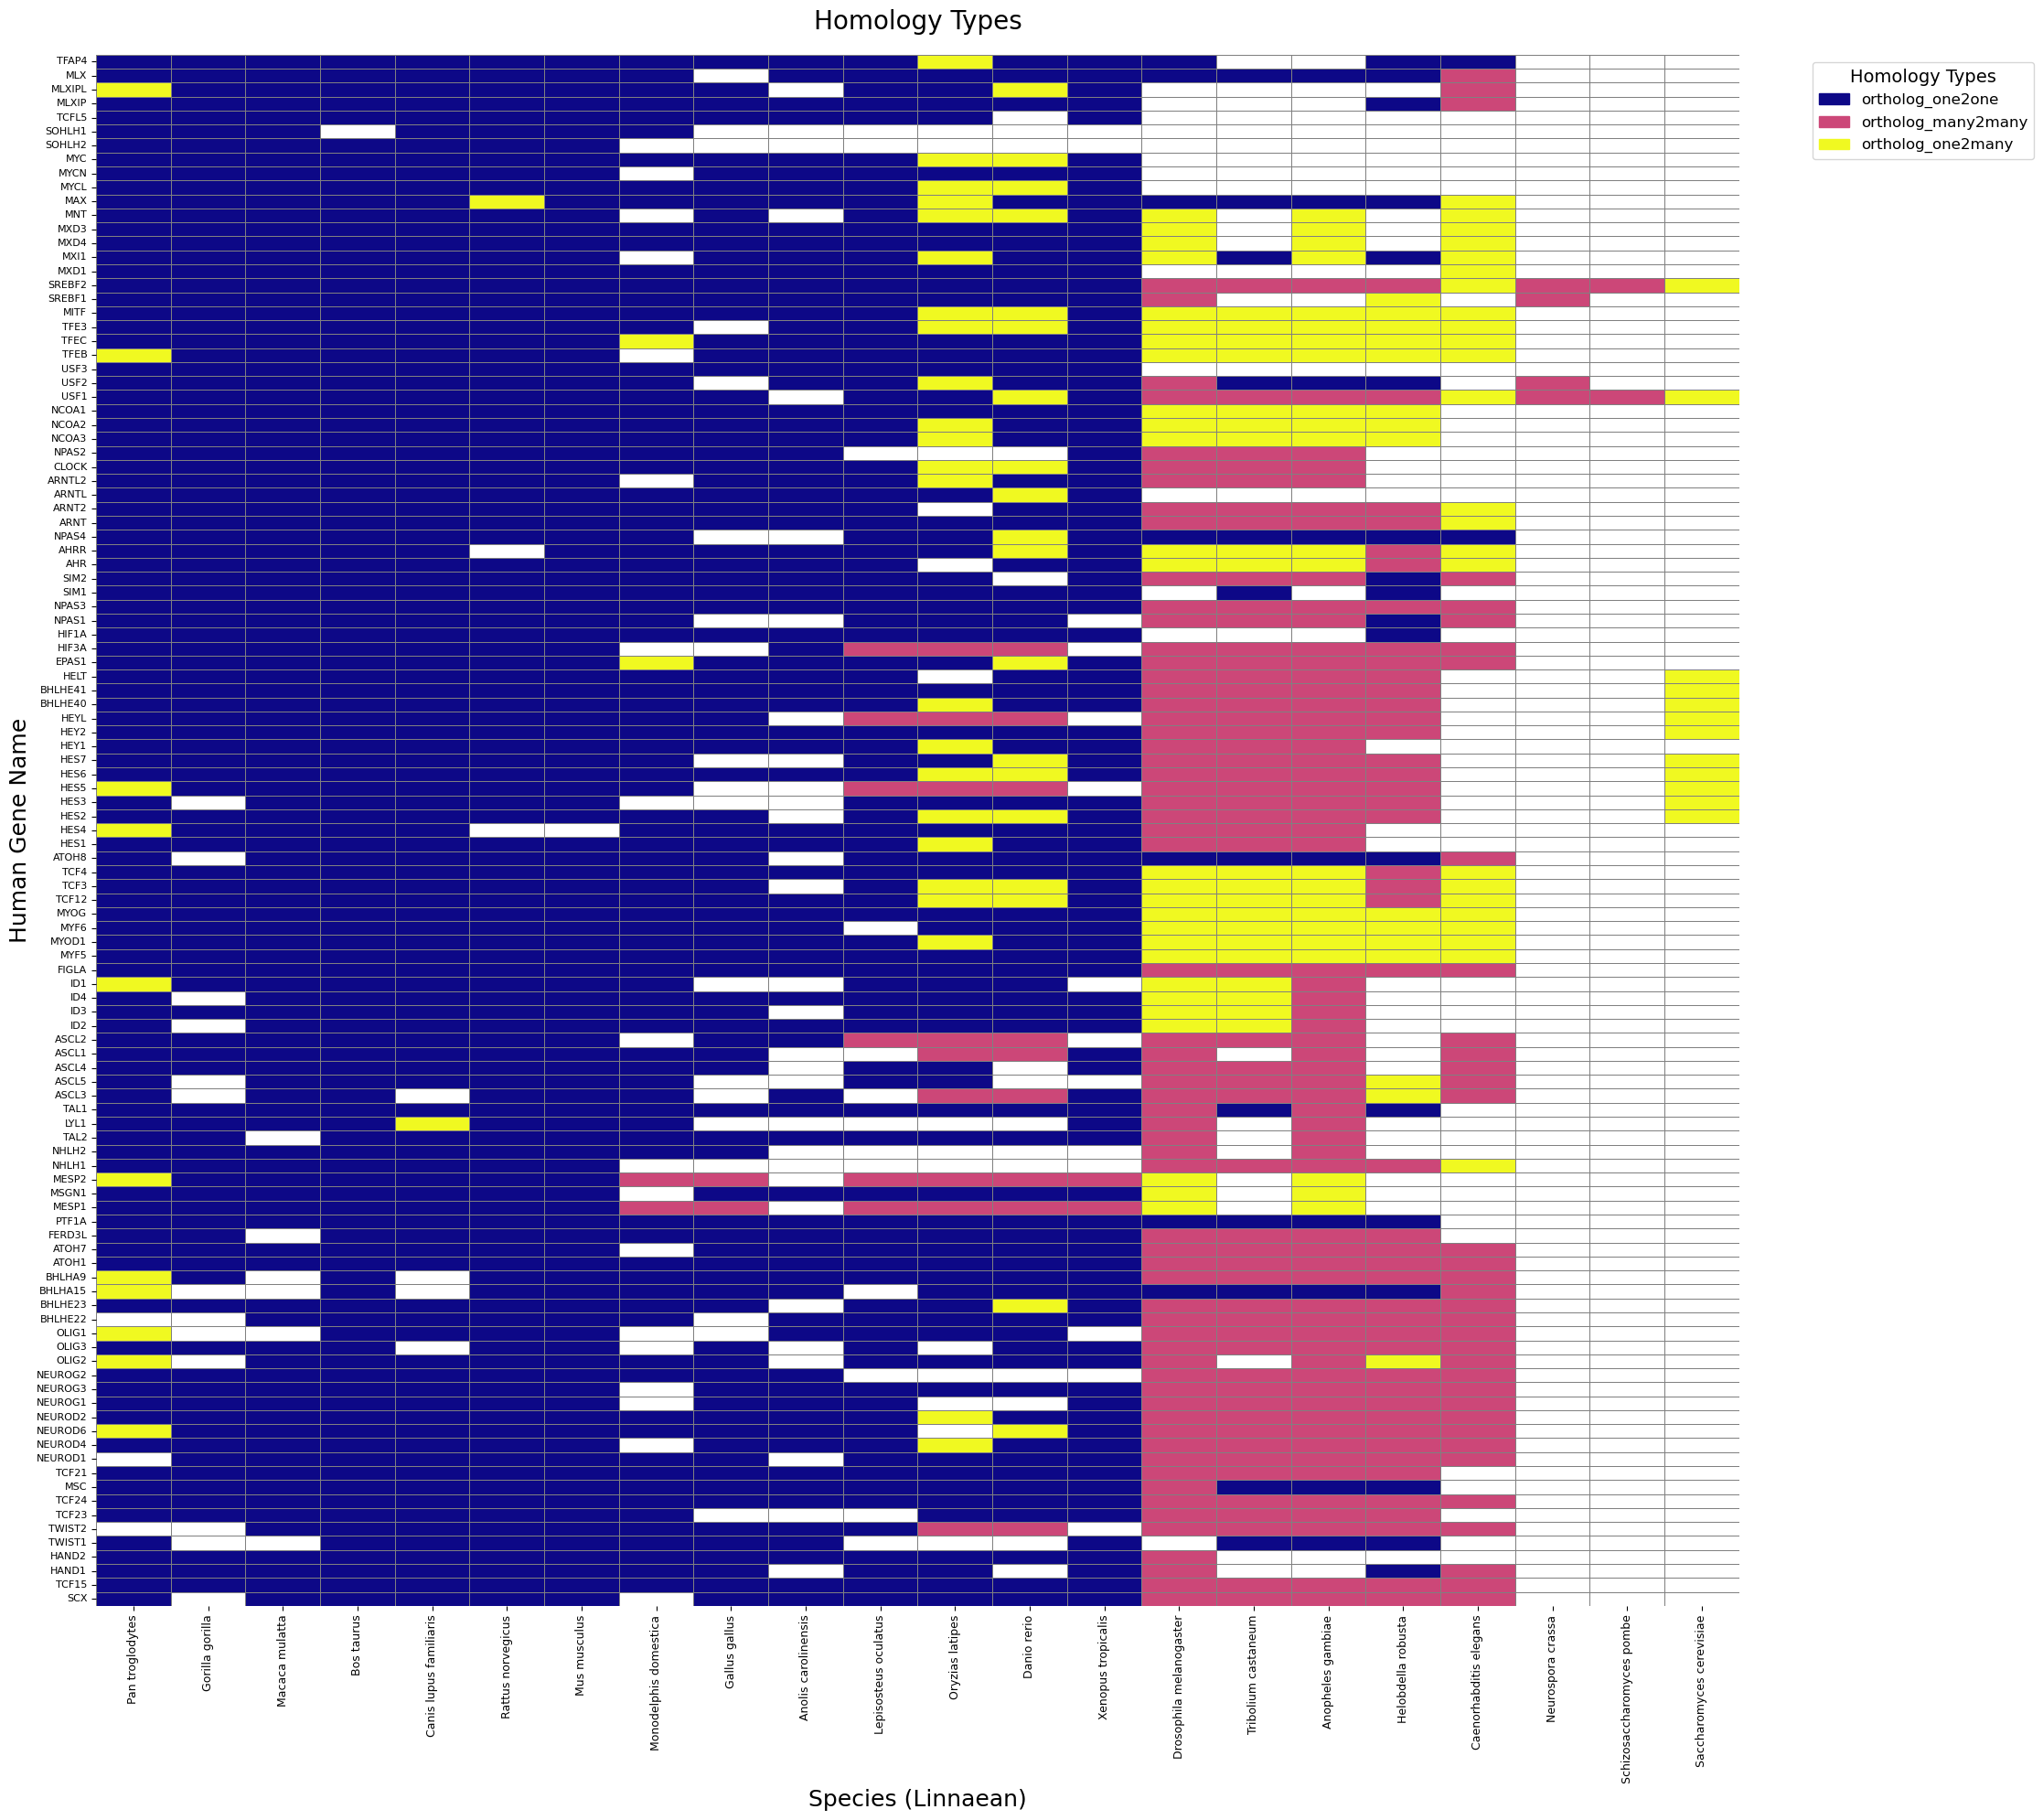 Homology Types
Homology Types
ortholog_one2one
ortholog_many2many
ortholog_one2many
Human Gene Name
TFAP4
MLX
MLXIPL
MLXIP
TCFL5
SOHLH1
SOHLH2
MYC
MYCN
MYCL
MAX
MNT
MXD3
MXD4
MXI1
MXD1
SREBF2
SREBF1
MITF
TFE3
TFEC
TFEB
USF3
USF2
USF1
NCOA1
NCOA2
NCOA3
NPAS2
CLOCK
ARNTL2
ARNTL
ARNT2
ARNT
NPAS4
AHRR
AHR
SIM2
SIM1
NPAS3
NPAS1
HIF1A
HIF3A
EPAS1
HELT
BHLHE41
BHLHE40
HEYL
HEY2
HEY1
HES7
HES6
HES5
HES3
HES2
HES4
HES1
ATOH8
TCF4
TCF3
TCF12
MYOG
MYF6
MYOD1
MYF5
FIGLA
ID1
ID4
ID3
ID2
ASCL2
ASCL1
ASCL4
ASCL5
ASCL3
TAL1
LYL1
TAL2
NHLH2
NHLH1
MESP2
MSGN1
MESP1
PTF1A
FERD3L
ATOH7
ATOH1
BHLHA9
BHLHA15
BHLHE23
BHLHE22
OLIG1
OLIG3
OLIG2
NEUROG2
NEUROG3
NEUROG1
NEUROD2
NEUROD6
NEUROD4
NEUROD1
TCF21
MSC
TCF24
TCF23
TWIST2
TWIST1
HAND2
HAND1
TCF15
SCX
Pan troglodytes
Gorilla gorilla
Macaca mulatta
Bos taurus
Canis lupus familiaris
Rattus norvegicus
Mus musculus
Monodelphis domestica
Gallus gallus
Anolis carolinensis
Lepisosteus oculatus
Oryzias latipes
Danio rerio
Xenopus tropicalis
Drosophila melanogaster
Tribolium castaneum
Anopheles gambiae
Helobdella robusta
Caenorhabditis elegans
Neurospora crassa
Schizosaccharomyces pombe
Saccharomyces cerevisiae
Species (Linnaean)